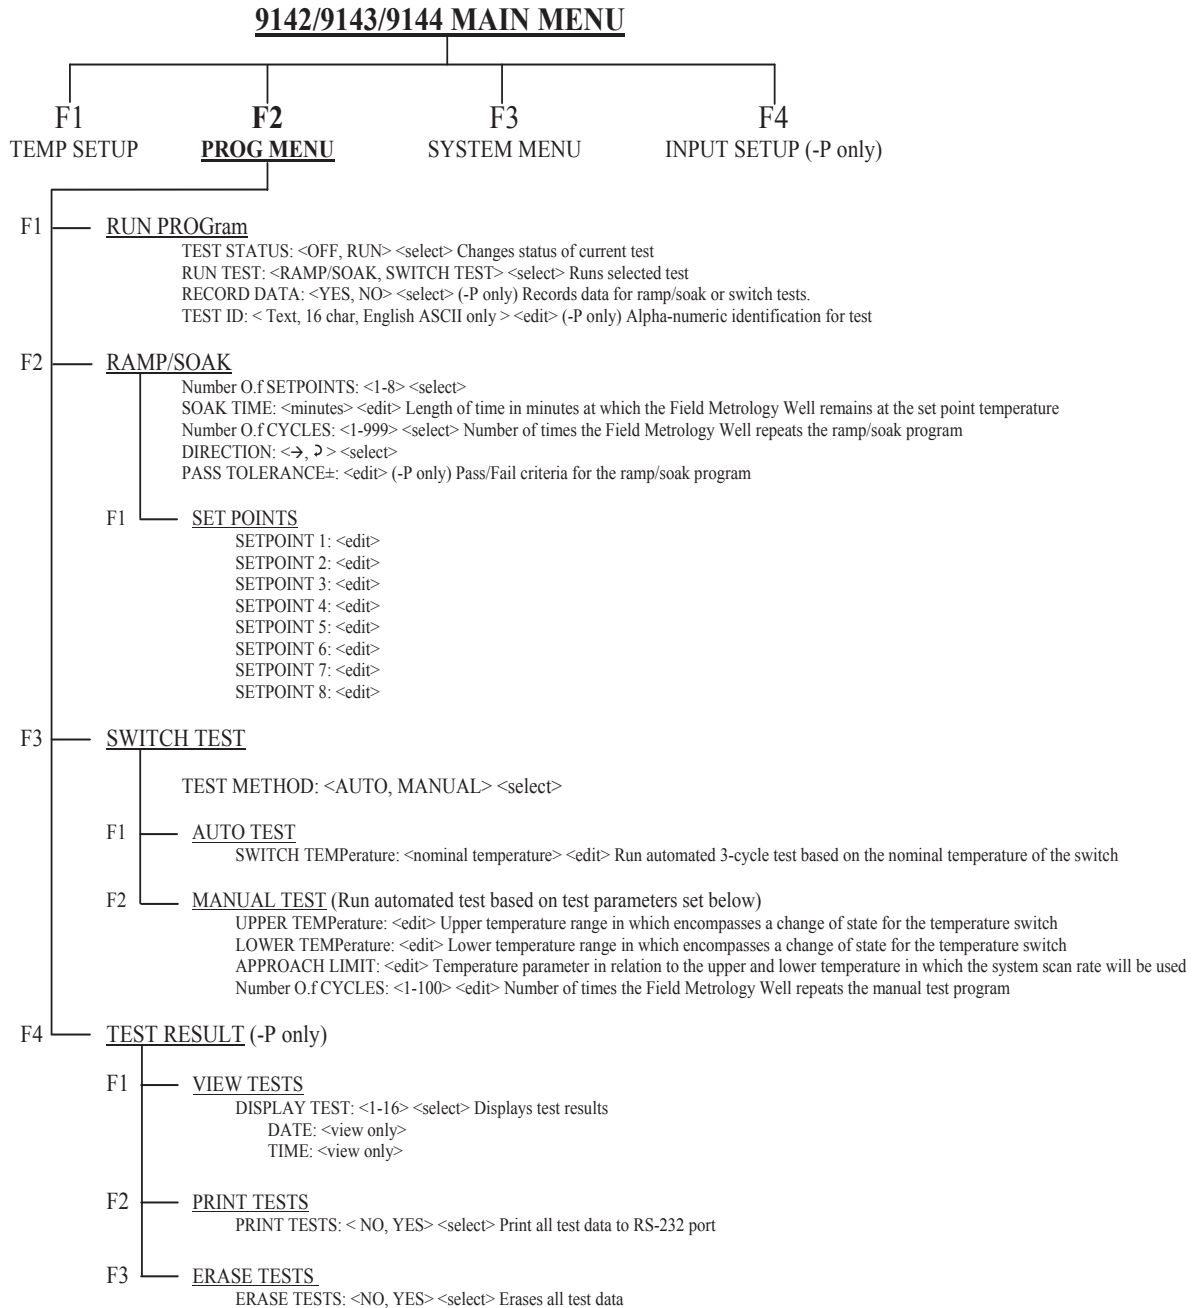 9142/9143/9144 MAIN MENU
F1 F2 F3 F4
TEMP SETUP PROG MENU SYSTEM MENU INPUT SETUP (-P only)
F1 RUN PROGram
TEST STATUS: <OFF, RUN> <select> Changes status of current test
RUN TEST: <RAMP/SOAK, SWITCH TEST> <select> Runs selected test
RECORD DATA: <YES, NO> <select> (-P only) Records data for ramp/soak or switch tests.
TEST ID: < Text, 16 char, English ASCII only > <edit> (-P only) Alpha-numeric identification for test
F2 RAMP/SOAK
Number O.f SETPOINTS: <1-8> <select>
SOAK TIME: <minutes> <edit> Length of time in minutes at which the Field Metrology Well remains at the set point temperature
Number O.f CYCLES: <1-999> <select> Number of times the Field Metrology Well repeats the ramp/soak program
DIRECTION: <→, ⤸> <select>
PASS TOLERANCE±: <edit> (-P only) Pass/Fail criteria for the ramp/soak program
F1 SET POINTS
SETPOINT 1: <edit>
SETPOINT 2: <edit>
SETPOINT 3: <edit>
SETPOINT 4: <edit>
SETPOINT 5: <edit>
SETPOINT 6: <edit>
SETPOINT 7: <edit>
SETPOINT 8: <edit>
F3 SWITCH TEST
TEST METHOD: <AUTO, MANUAL> <select>
F1 AUTO TEST
SWITCH TEMPerature: <nominal temperature> <edit> Run automated 3-cycle test based on the nominal temperature of the switch
F2 MANUAL TEST (Run automated test based on test parameters set below)
UPPER TEMPerature: <edit> Upper temperature range in which encompasses a change of state for the temperature switch
LOWER TEMPerature: <edit> Lower temperature range in which encompasses a change of state for the temperature switch
APPROACH LIMIT: <edit> Temperature parameter in relation to the upper and lower temperature in which the system scan rate will be used
Number O.f CYCLES: <1-100> <edit> Number of times the Field Metrology Well repeats the manual test program
F4 TEST RESULT (-P only)
F1 VIEW TESTS
DISPLAY TEST: <1-16> <select> Displays test results
DATE: <view only>
TIME: <view only>
F2 PRINT TESTS
PRINT TESTS: < NO, YES> <select> Print all test data to RS-232 port
F3 ERASE TESTS
ERASE TESTS: <NO, YES> <select> Erases all test data